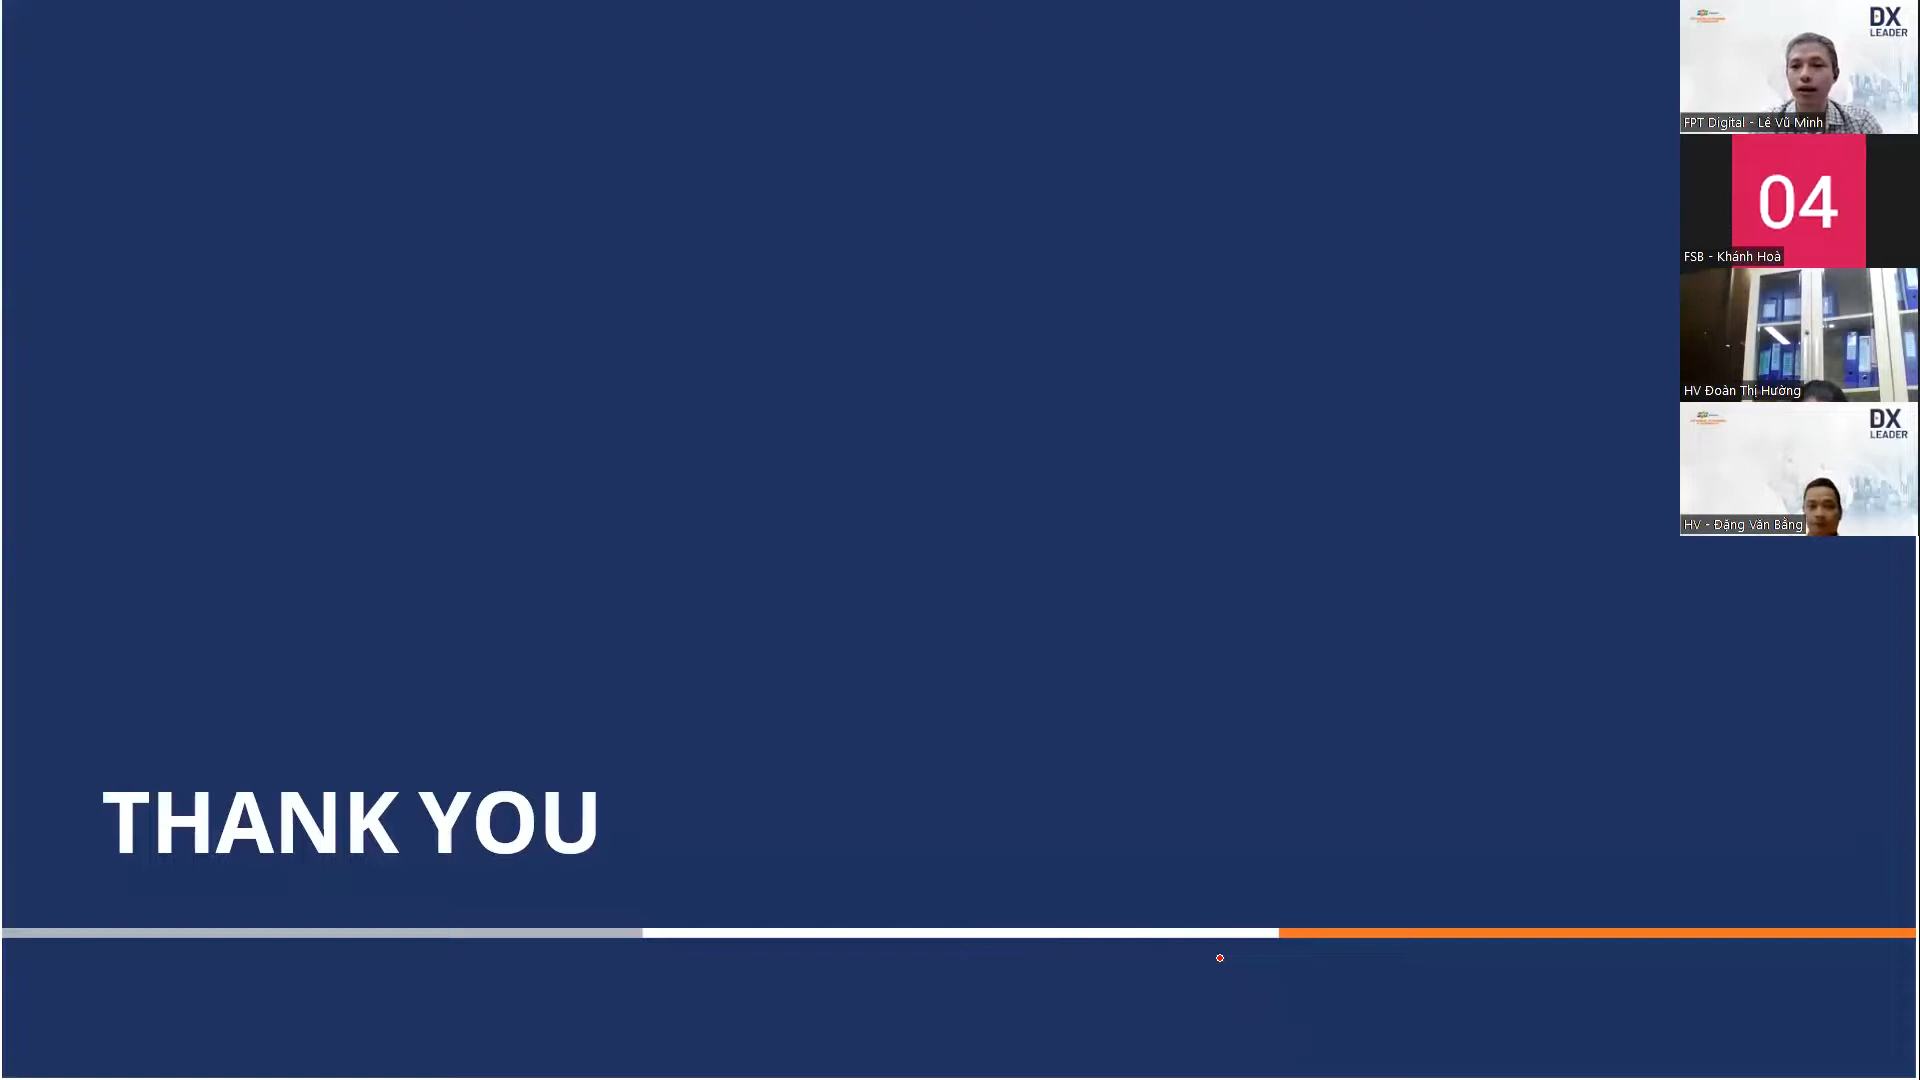 THANK YOU
DX
LEADER
FPT Digital - Lê Vũ Minh
04
FSB - Khánh Hoà
HV Đoàn Thị Hường
DX
LEADER
HV - Đặng Văn Bằng